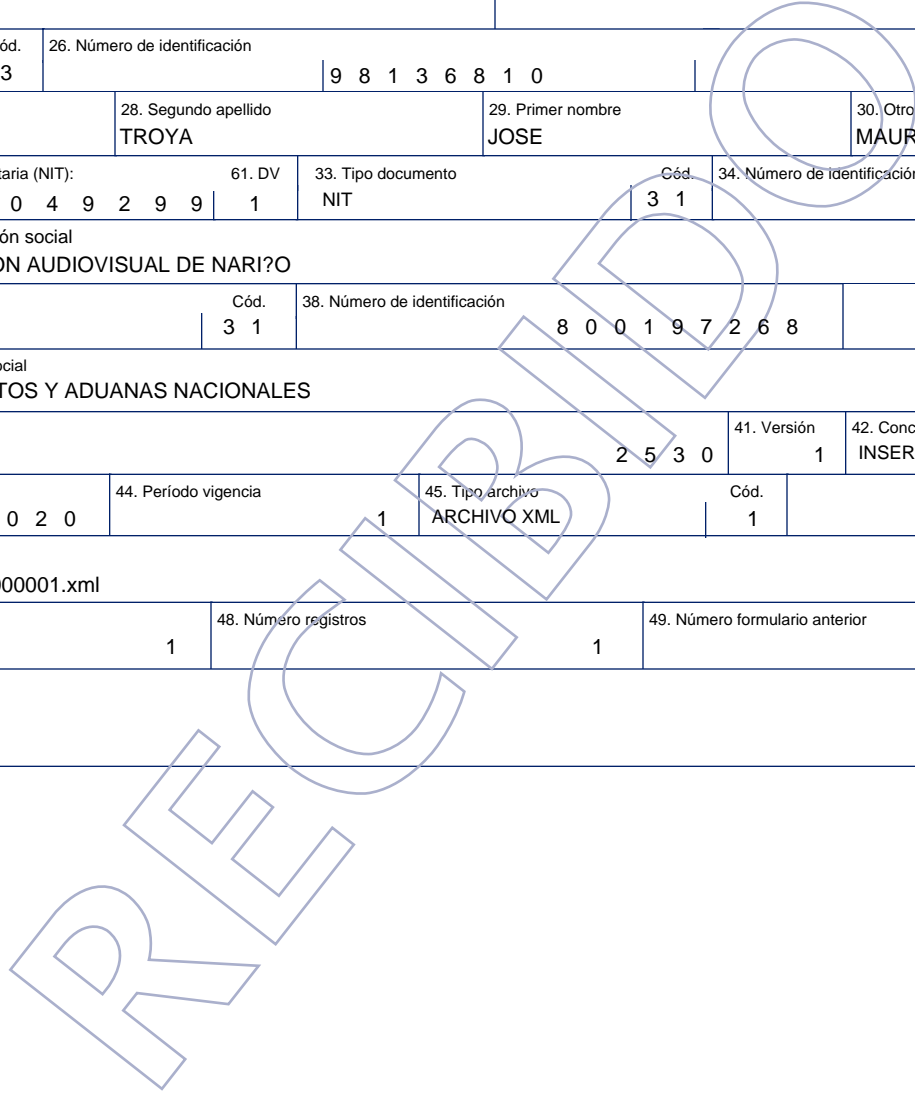 ód. 26. Número de identificación
3 9 8 1 3 6 8 1 0
28. Segundo apellido 29. Primer nombre 30. Otro
TROYA JOSE MAUR
taria (NIT): 61. DV 33. Tipo documento Cód. 34. Número de identificación
0 4 9 2 9 9 1 NIT 3 1
ón social
ON AUDIOVISUAL DE NARI?O
Cód. 38. Número de identificación
3 1 8 0 0 1 9 7 2 6 8
ocial
TOS Y ADUANAS NACIONALES
41. Versión 42. Conc
2 5 3 0 1 INSER
44. Período vigencia 45. Tipo archivo Cód.
0 2 0 1 ARCHIVO XML 1
000001.xml
48. Número registros 49. Número formulario anterior
1 1
RECIBIDO